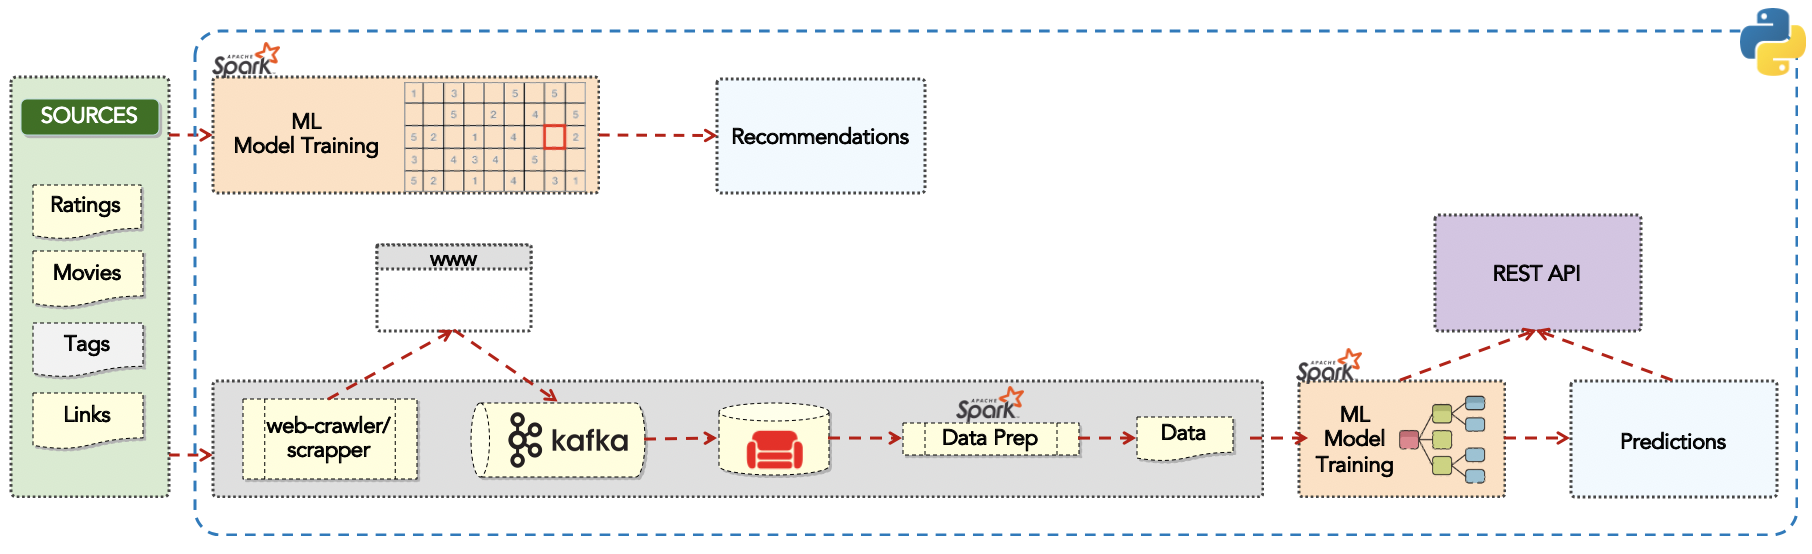 SOURCES
Ratings
Movies
Tags
Links
APACHE
Spark
ML
Model Training
1 3 5 5
5 2 4 5
5 2 1 4 2
3 4 3 4 5
5 2 1 4 3 1
Recommendations
www
web-crawler/
scrapper
kafka
APACHE
Spark
Data Prep
Data
APACHE
Spark
ML
Model
Training
Predictions
REST API